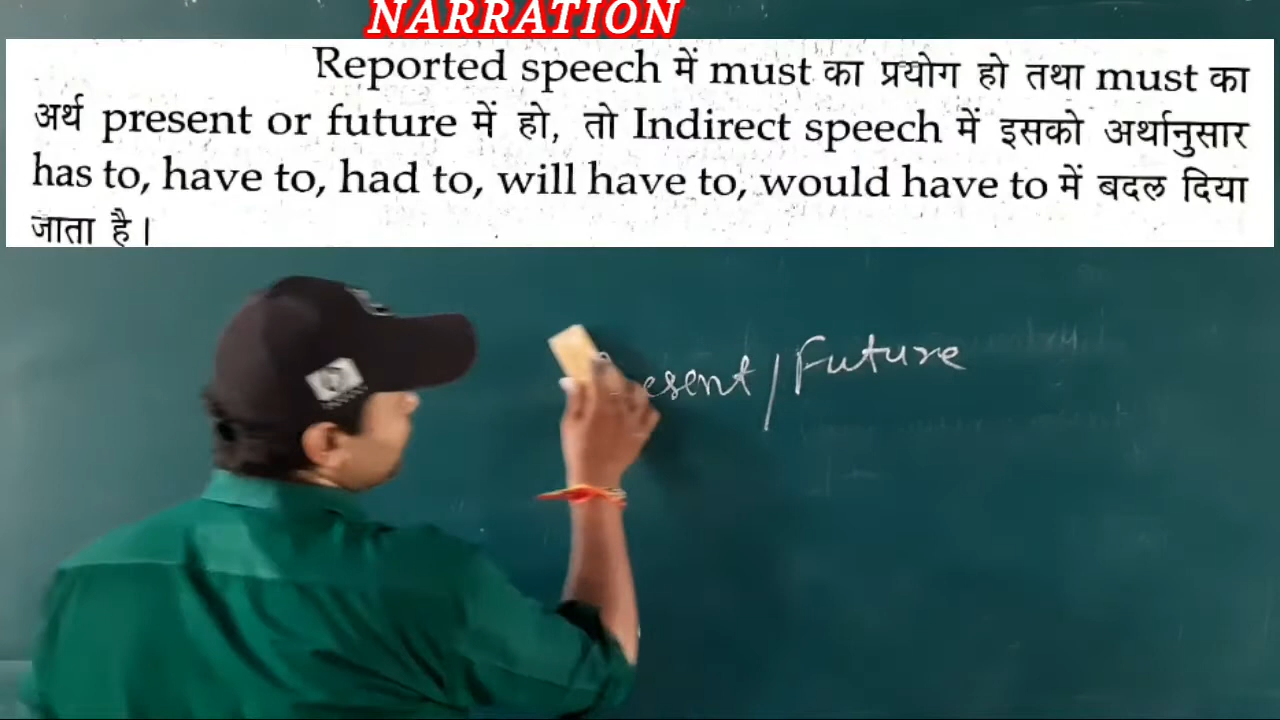 NARRATION
Reported speech में must का प्रयोग हो तथा must का
अर्थ present or future में हो, तो Indirect speech में इसको अर्थानुसार
has to, have to, had to, will have to, would have to में बदल दिया
जाता है।
esent / Future